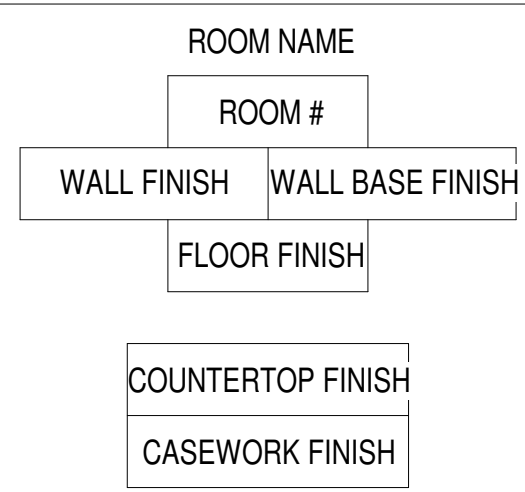 ROOM NAME
ROOM #
WALL FINISH WALL BASE FINISH
FLOOR FINISH
COUNTERTOP FINISH
CASEWORK FINISH